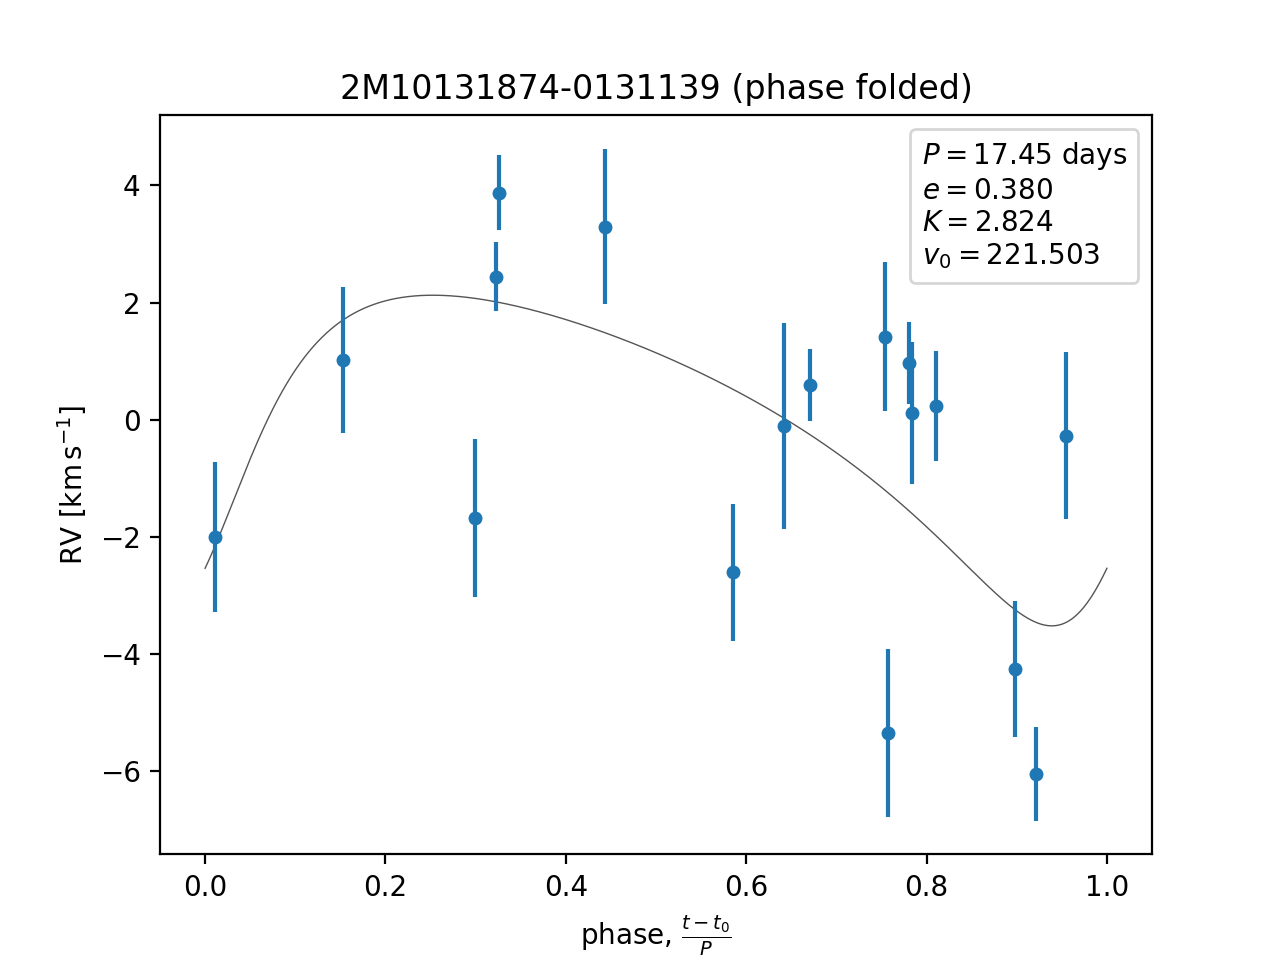 2M10131874-0131139 (phase folded)
P = 17.45 days
e = 0.380
K = 2.824
v₀ = 221.503
4
2
0
−2
−4
−6
RV [km s⁻¹]
0.0 0.2 0.4 0.6 0.8 1.0
phase, (t − t₀)/P